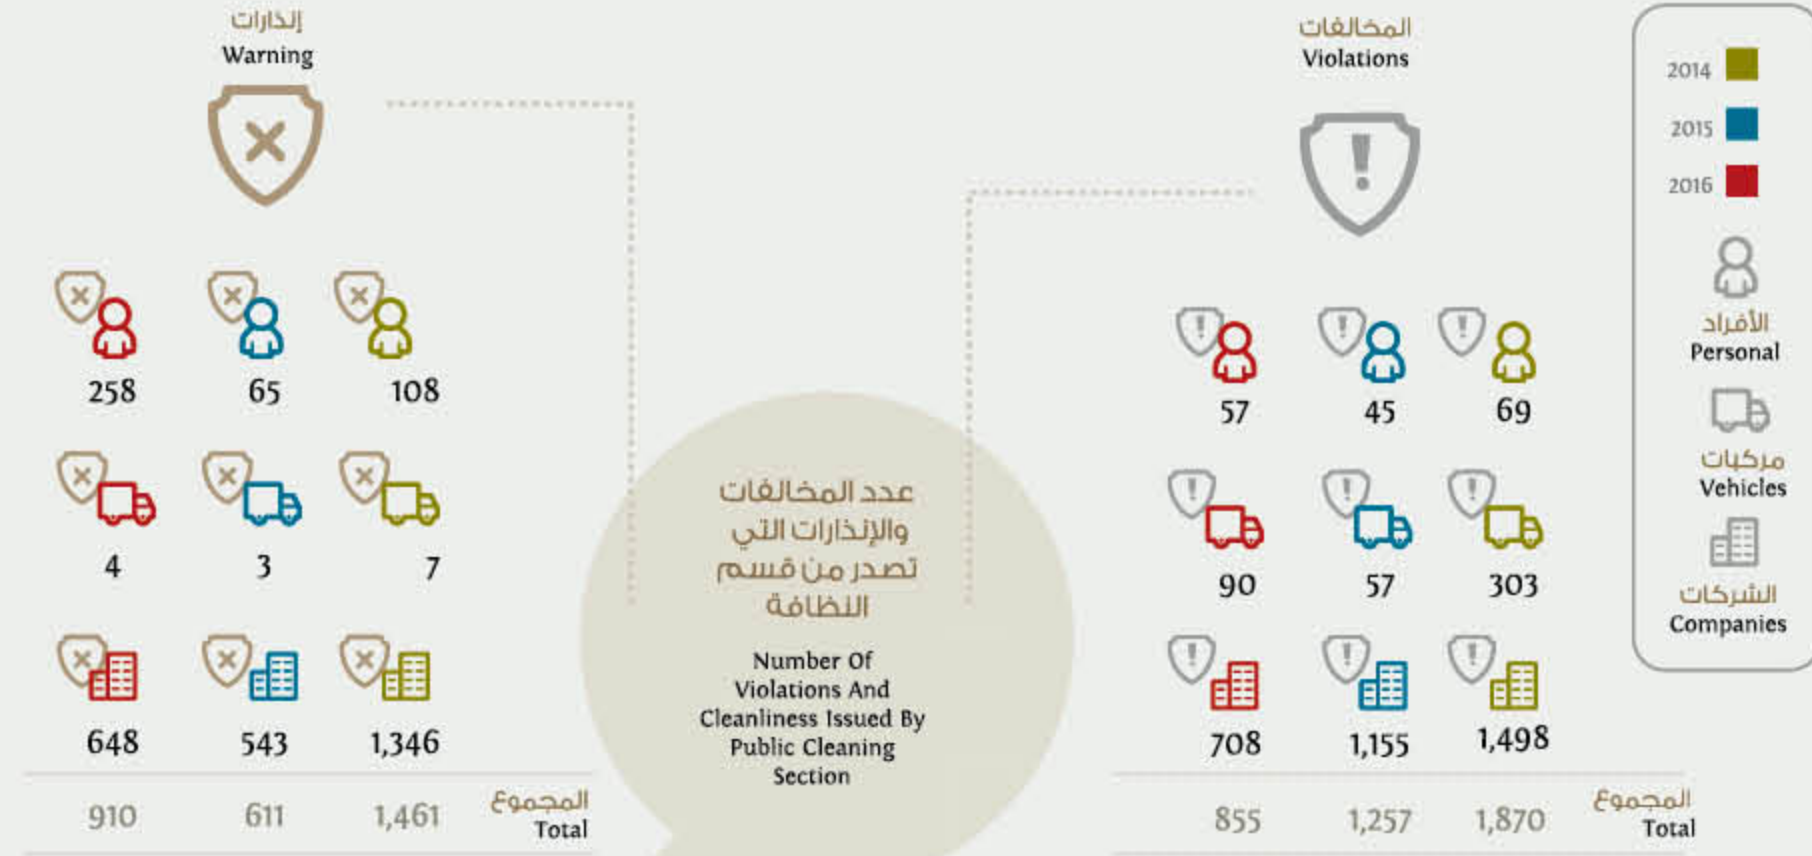 إنذارات
Warning
258 65 108
4 3 7
648 543 1,346
910 611 1,461
المجموع
Total
عدد المخالفات
والإنذارات التي
تصدر من قسم
النظافة
Number Of
Violations And
Cleanliness Issued By
Public Cleaning
Section
المخالفات
Violations
57 45 69
90 57 303
708 1,155 1,498
855 1,257 1,870
المجموع
Total
2014
2015
2016
الأفراد
Personal
مركبات
Vehicles
الشركات
Companies